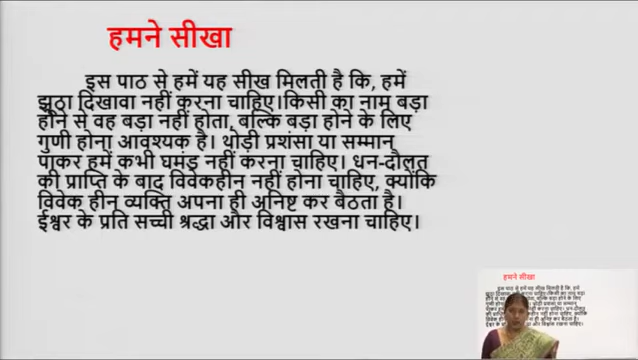 हमने सीखा
इस पाठ से हमें यह सीख मिलती है कि, हमें
झूठा दिखावा नहीं करना चाहिए।किसी का नाम बड़ा
होने से वह बड़ा नहीं होता, बल्कि बड़ा होने के लिए
गुणी होना आवश्यक है। थोड़ी प्रशंसा या सम्मान
पाकर हमें कभी घमंड नहीं करना चाहिए। धन-दौलत
की प्राप्ति के बाद विवेकहीन नहीं होना चाहिए, क्योंकि
विवेक हीन व्यक्ति अपना ही अनिष्ट कर बैठता है।
ईश्वर के प्रति सच्ची श्रद्धा और विश्वास रखना चाहिए।
हमने सीखा